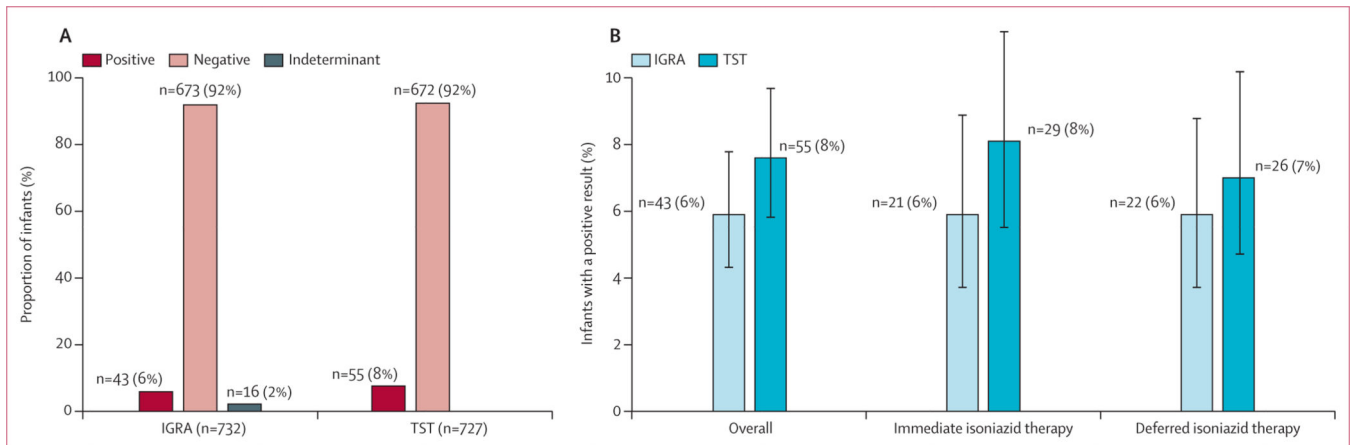 A
Positive
Negative
Indeterminant
Proportion of infants (%)
100
80
60
40
20
0
n=43 (6%)
n=673 (92%)
n=16 (2%)
n=55 (8%)
n=672 (92%)
IGRA (n=732)
TST (n=727)
B
IGRA
TST
Infants with a positive result (%)
10
8
6
4
2
0
n=43 (6%)
n=55 (8%)
n=21 (6%)
n=29 (8%)
n=22 (6%)
n=26 (7%)
Overall
Immediate isoniazid therapy
Deferred isoniazid therapy